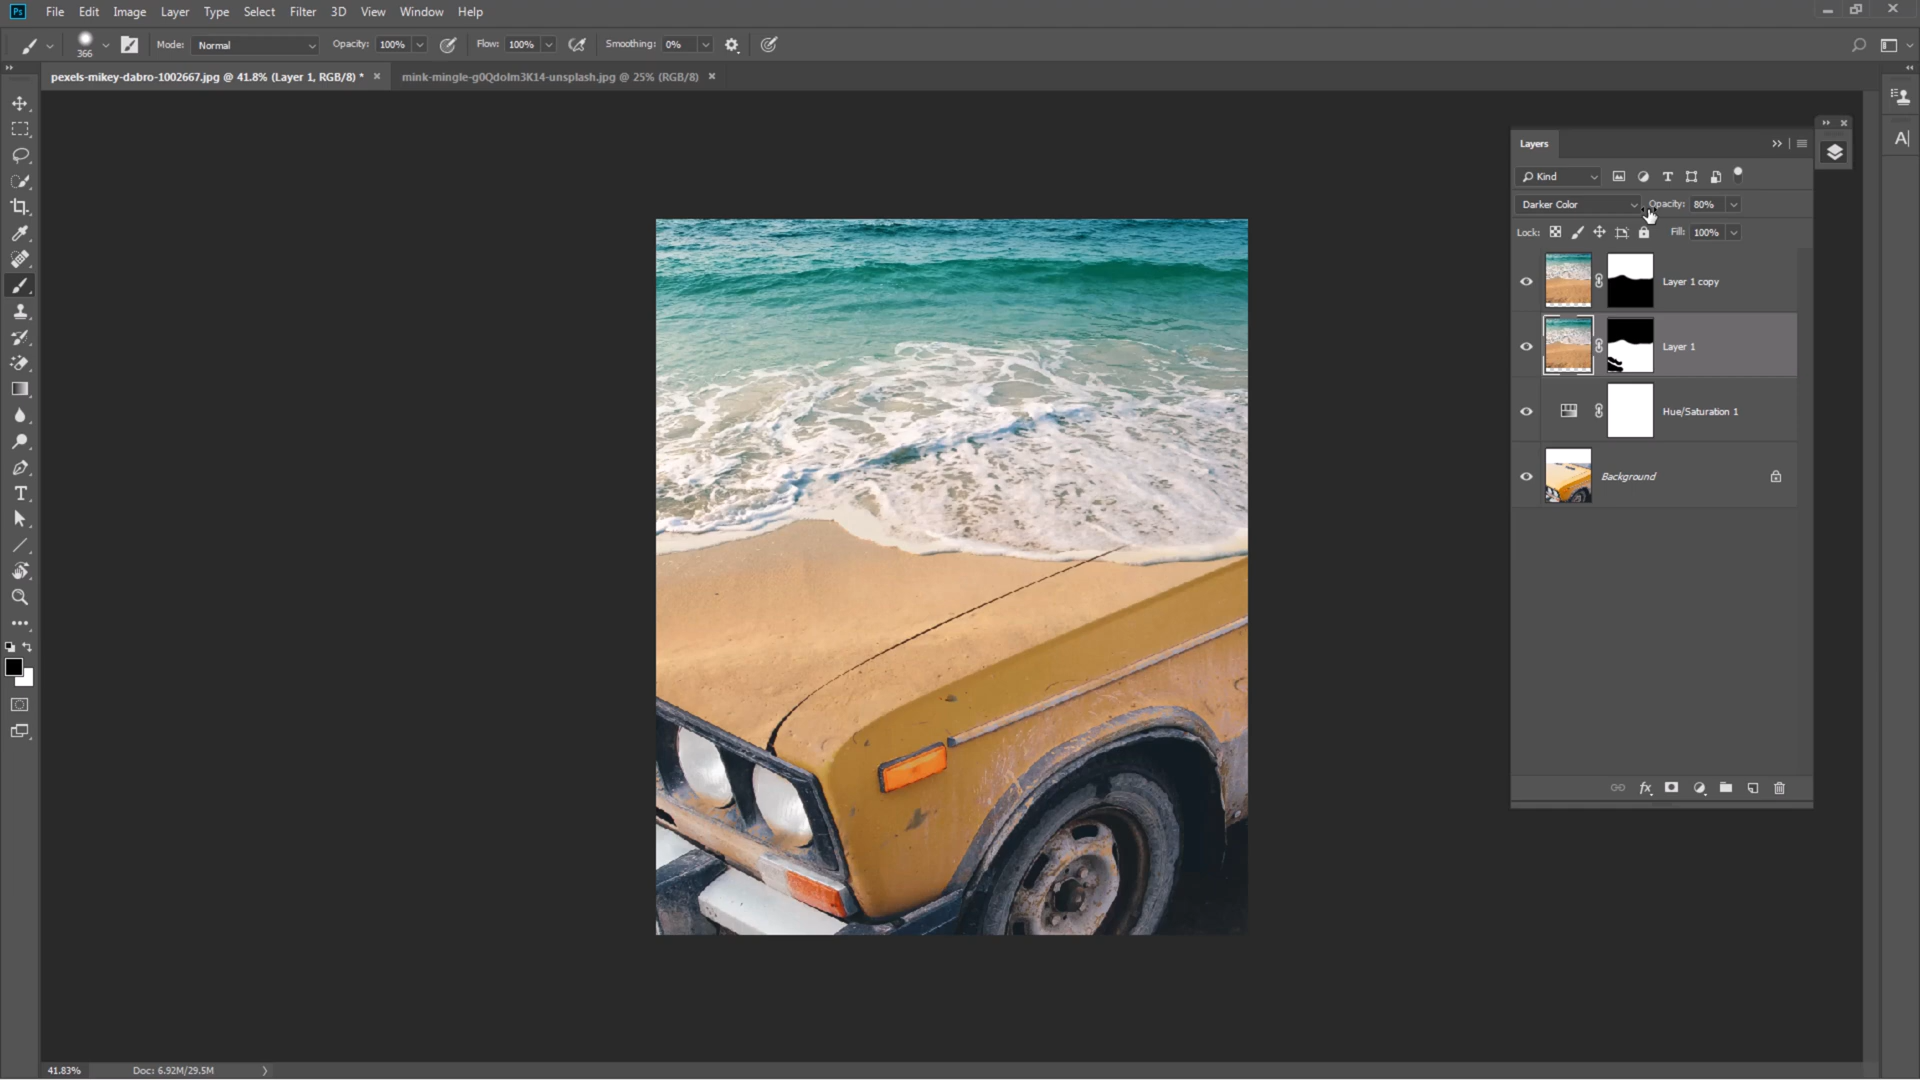 Ps File Edit Image Layer Type Select Filter 3D View Window Help
366 Mode: Normal Opacity: 100% Flow: 100% Smoothing: 0%
pexels-mikey-dabro-1002667.jpg @ 41.8% (Layer 1, RGB/8) * mink-mingle-g0Qdolm3K14-unsplash.jpg @ 25% (RGB/8)
Layers
Kind
Darker Color Opacity: 80%
Lock: Fill: 100%
Layer 1 copy
Layer 1
Hue/Saturation 1
Background
41.83% Doc: 6.92M/29.5M